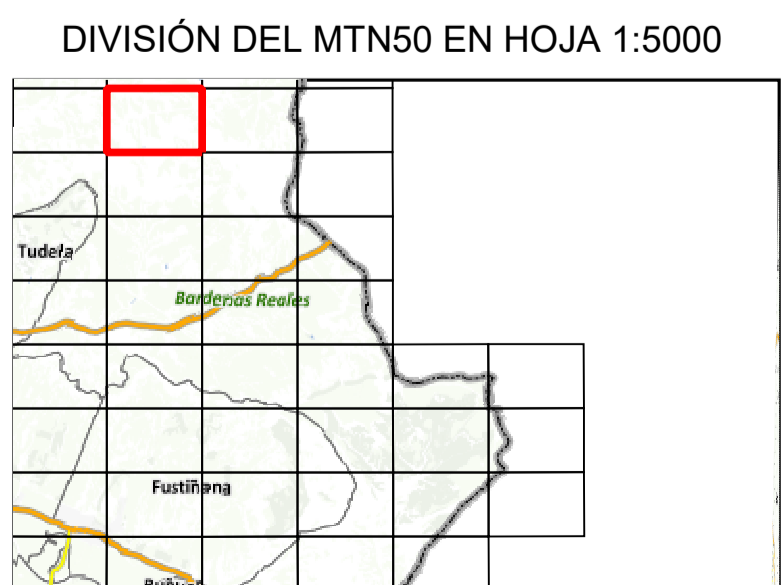 DIVISIÓN DEL MTN50 EN HOJA 1:5000
Tudela
Bardenas Reales
Fustiñana